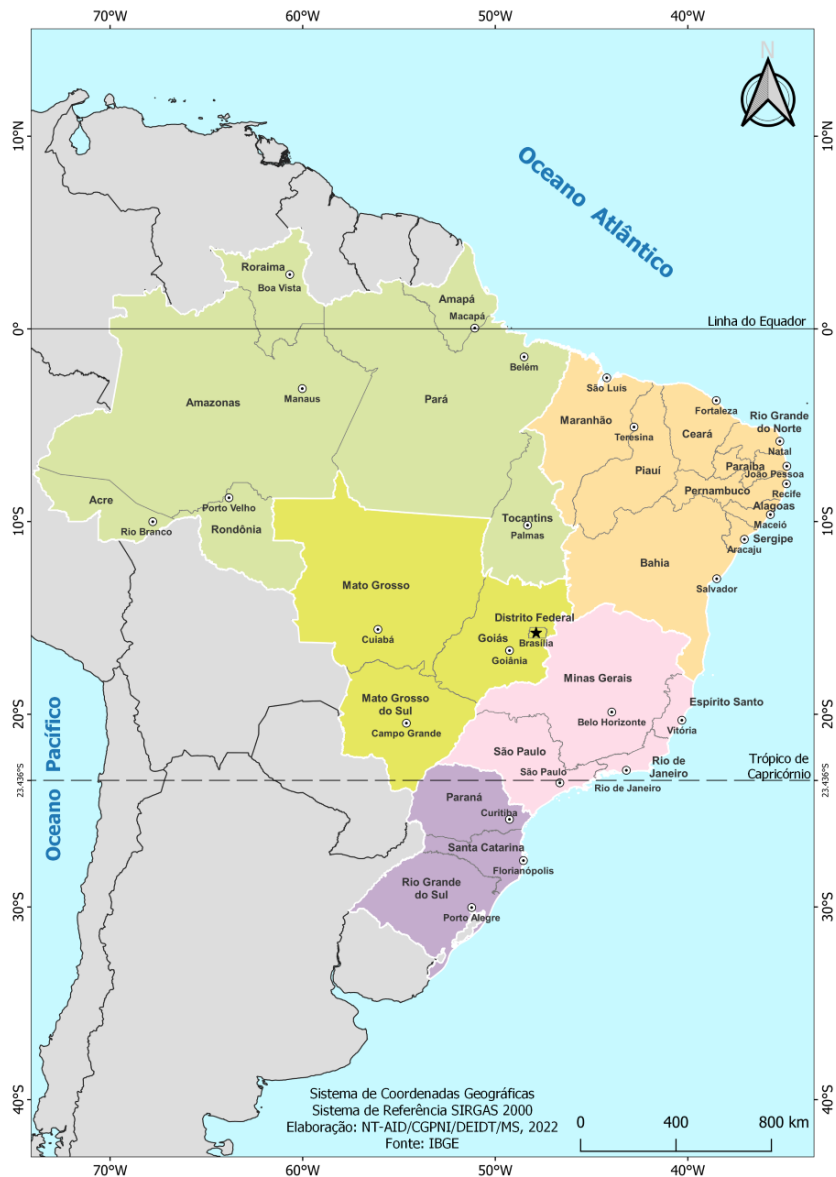 70°W 60°W 50°W 40°W
N
10°N 10°N
Oceano Atlântico
Roraima
Boa Vista
Amapá
Macapá
Linha do Equador
0° 0°
Belém
São Luis
Amazonas
Manaus
Pará
Maranhão
Fortaleza
Ceará
Rio Grande
do Norte
Teresina
Natal
Piauí
Paraíba
João Pessoa
Acre
Porto Velho
Pernambuco
Recife
Rio Branco
Rondônia
Tocantins
Palmas
Alagoas
Maceió
10°S 10°S
Sergipe
Aracaju
Bahia
Mato Grosso
Salvador
Distrito Federal
Cuiabá
Goiás
Brasília
Goiânia
Minas Gerais
Mato Grosso
do Sul
Campo Grande
Belo Horizonte
Espírito Santo
Vitória
20°S 20°S
Oceano Pacífico
São Paulo
São Paulo
Rio de
Janeiro
Rio de Janeiro
Trópico de
Capricórnio
23.436°S 23.436°S
Paraná
Curitiba
Santa Catarina
Florianópolis
Rio Grande
do Sul
Porto Alegre
30°S 30°S
40°S 40°S
Sistema de Coordenadas Geográficas
Sistema de Referência SIRGAS 2000
Elaboração: NT-AID/CGPNI/DEIDT/MS, 2022
Fonte: IBGE
0 400 800 km
70°W 60°W 50°W 40°W